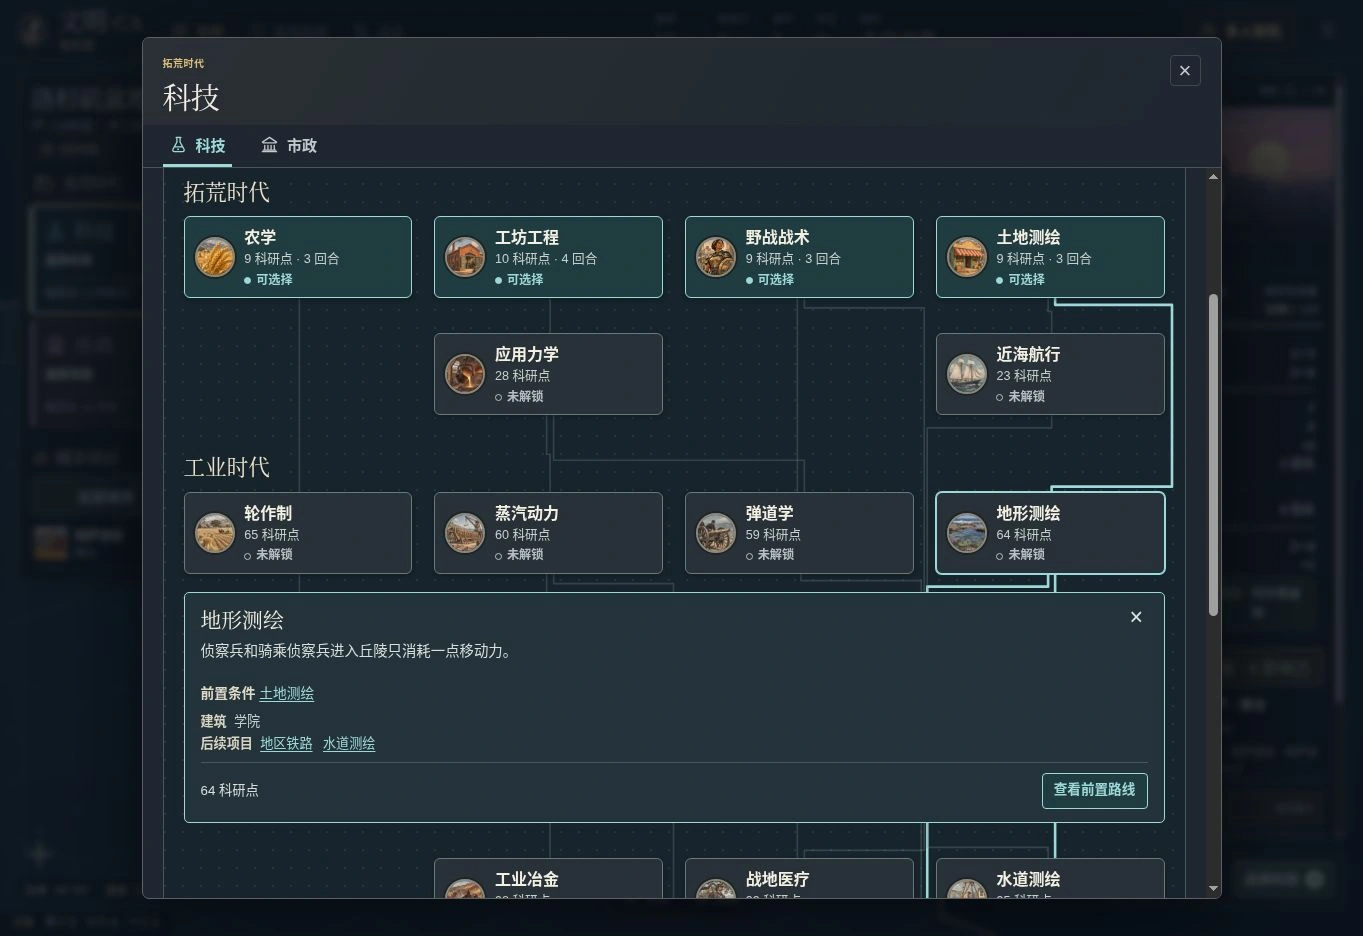 拓荒时代
科技
科技
市政
拓荒时代
农学
9 科研点 · 3 回合
可选择
工坊工程
10 科研点 · 4 回合
可选择
野战战术
9 科研点 · 3 回合
可选择
土地测绘
9 科研点 · 3 回合
可选择
应用力学
28 科研点
未解锁
近海航行
23 科研点
未解锁
工业时代
轮作制
65 科研点
未解锁
蒸汽动力
60 科研点
未解锁
弹道学
59 科研点
未解锁
地形测绘
64 科研点
未解锁
地形测绘
侦察兵和骑乘侦察兵进入丘陵只消耗一点移动力。
前置条件 土地测绘
建筑 学院
后续项目 地区铁路 水道测绘
64 科研点
查看前置路线
工业冶金
战地医疗
水道测绘